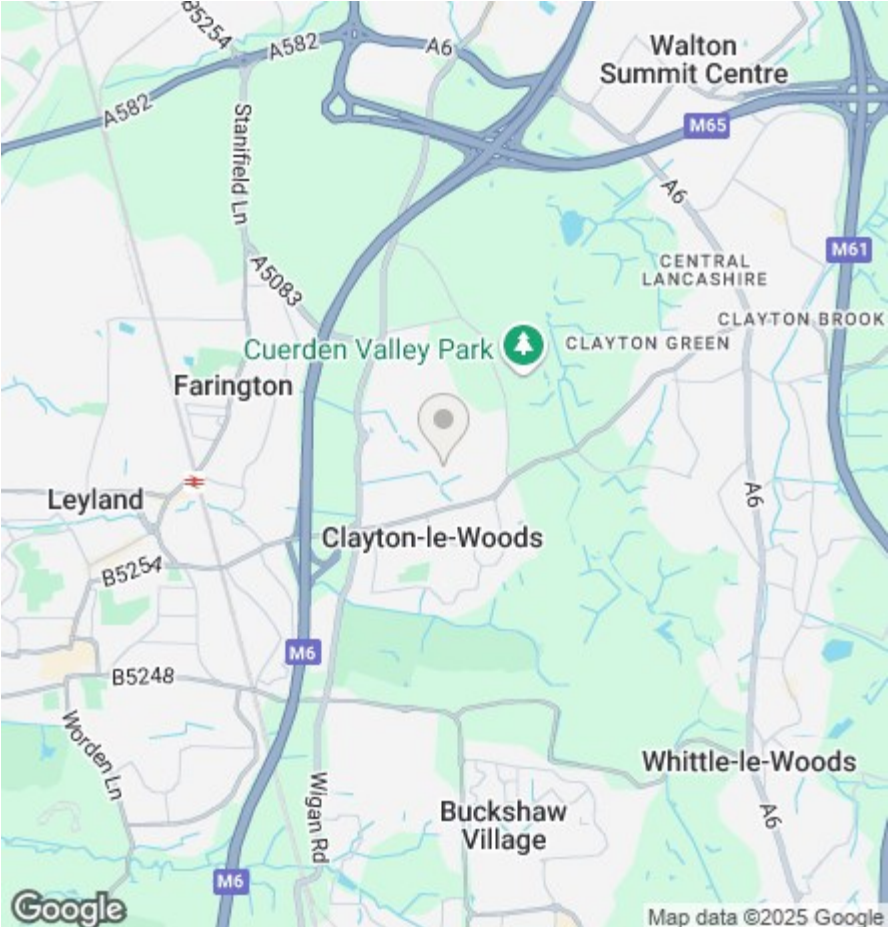 B5254
A582
A6
Walton
Summit Centre
A582
M65
Stanifield Ln
A6
M61
A5083
CENTRAL
LANCASHIRE
CLAYTON BROOK
Cuerden Valley Park
CLAYTON GREEN
Farington
Leyland
A6
Clayton-le-Woods
B5254
M6
B5248
Worden Ln
Whittle-le-Woods
Wigan Rd
Buckshaw
Village
A6
M6
Google
Map data ©2025 Google